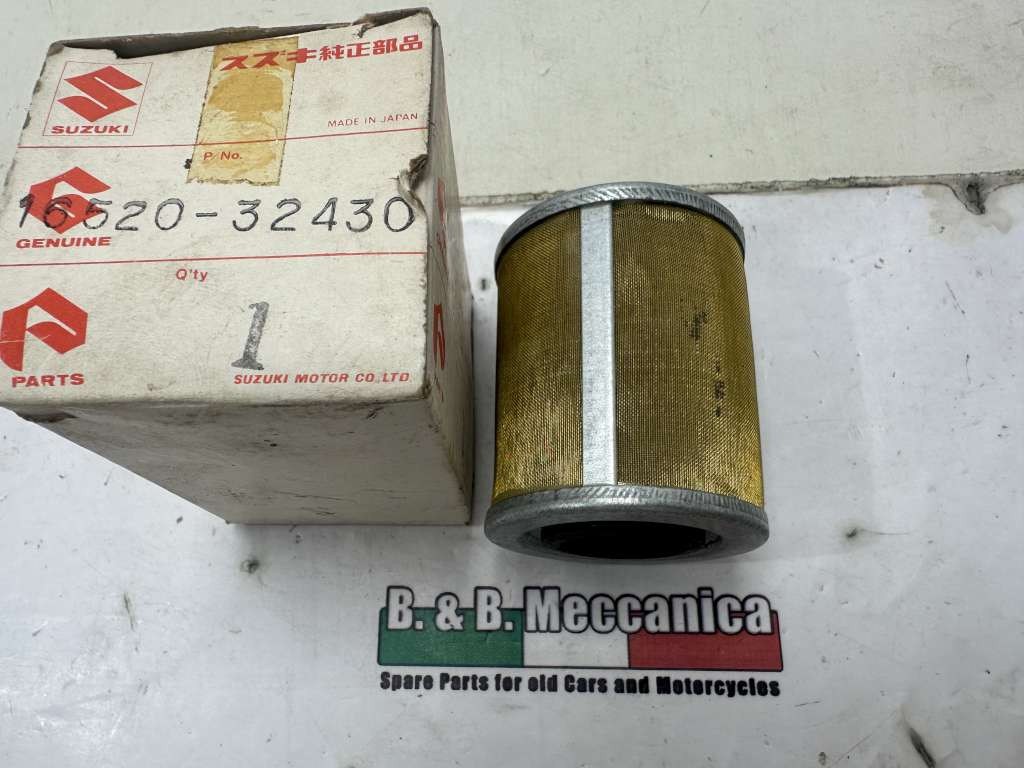 スズキ純正部品
SUZUKI
MADE IN JAPAN
P. No.
16520-32430
GENUINE
Q'ty
1
PARTS
SUZUKI MOTOR CO.,LTD.
B. & B. Meccanica
Spare Parts for old Cars and Motorcycles